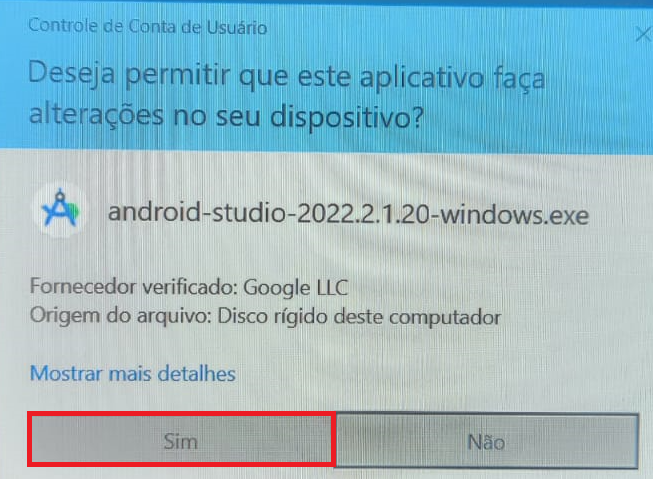 Controle de Conta de Usuário
Deseja permitir que este aplicativo faça
alterações no seu dispositivo?
android-studio-2022.2.1.20-windows.exe
Fornecedor verificado: Google LLC
Origem do arquivo: Disco rígido deste computador
Mostrar mais detalhes
Sim
Não